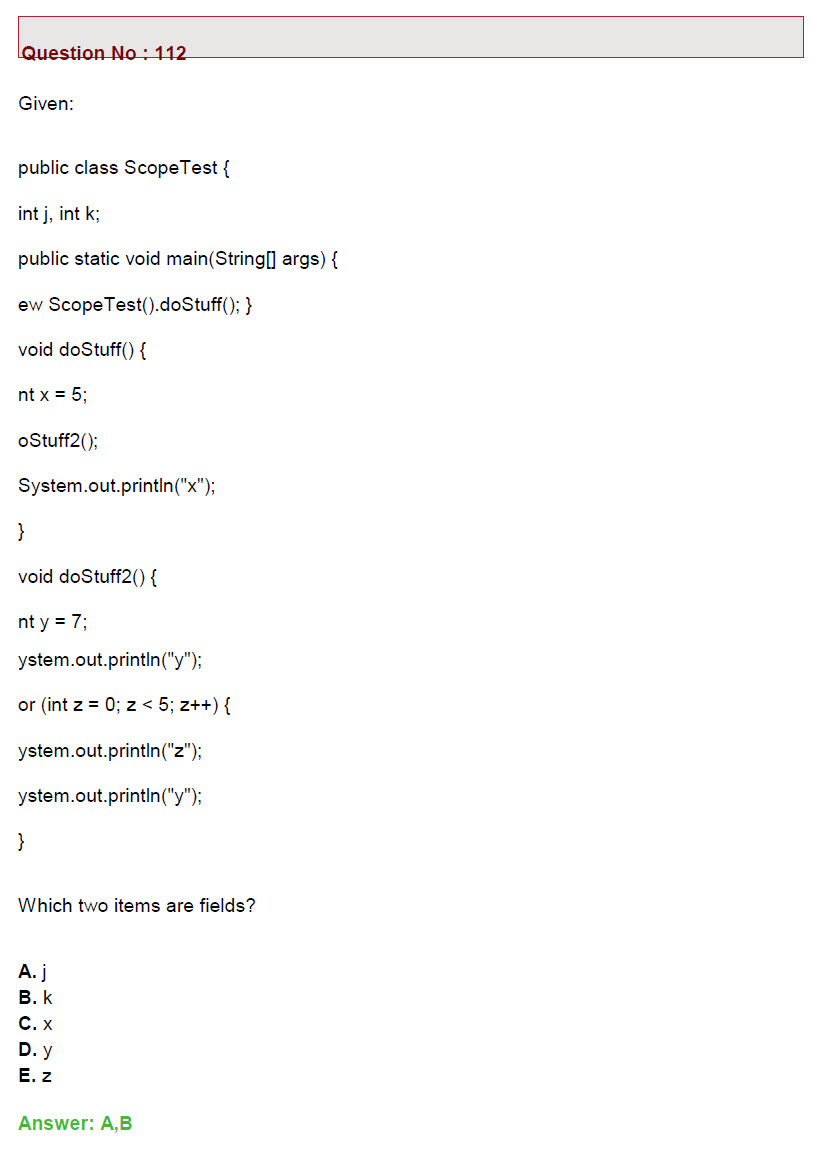 Question No : 112
Given:
public class ScopeTest {
int j, int k;
public static void main(String[] args) {
ew ScopeTest().doStuff(); }
void doStuff() {
nt x = 5;
oStuff2();
System.out.println("x");
}
void doStuff2() {
nt y = 7;
ystem.out.println("y");
or (int z = 0; z < 5; z++) {
ystem.out.println("z");
ystem.out.println("y");
}
Which two items are fields?
A. j
B. k
C. x
D. y
E. z
Answer: A,B